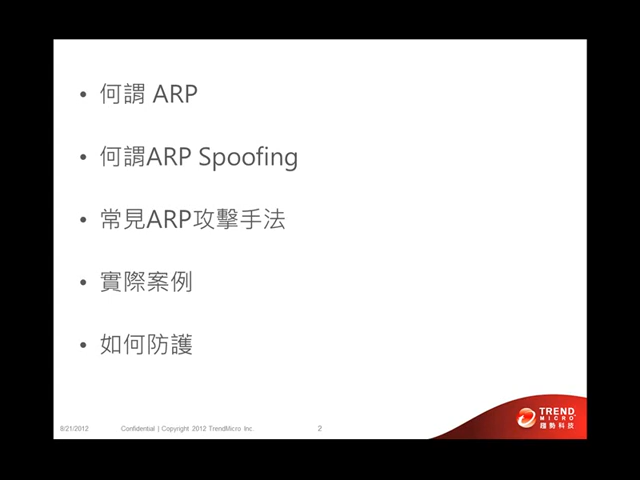 • 何謂 ARP
• 何謂ARP Spoofing
• 常見ARP攻擊手法
• 實際案例
• 如何防護
8/21/2012 Confidential | Copyright 2012 TrendMicro Inc. 2
TREND
MICRO
趨勢科技